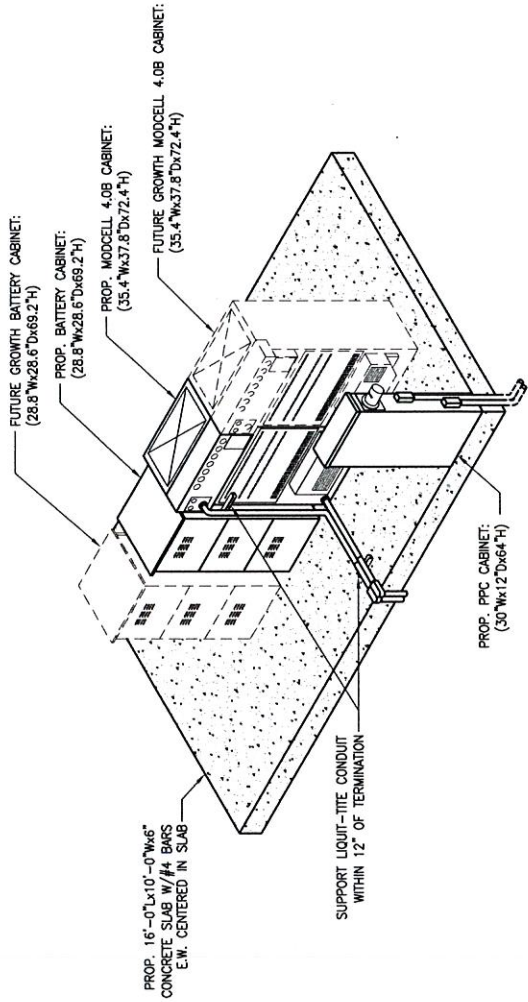 FUTURE GROWTH BATTERY CABINET:
(28.8"Wx28.6"Dx69.2"H)
PROP. BATTERY CABINET:
(28.8"Wx28.6"Dx69.2"H)
PROP. MODCELL 4.0B CABINET:
(35.4"Wx37.8"Dx72.4"H)
FUTURE GROWTH MODCELL 4.0B CABINET:
(35.4"Wx37.8"Dx72.4"H)
PROP. 16'-0"Lx10'-0"Wx6"
CONCRETE SLAB W/#4 BARS
E.W. CENTERED IN SLAB
SUPPORT LIQUIT-TITE CONDUIT
WITHIN 12" OF TERMINATION
PROP. PPC CABINET:
(30"Wx12"Dx64"H)